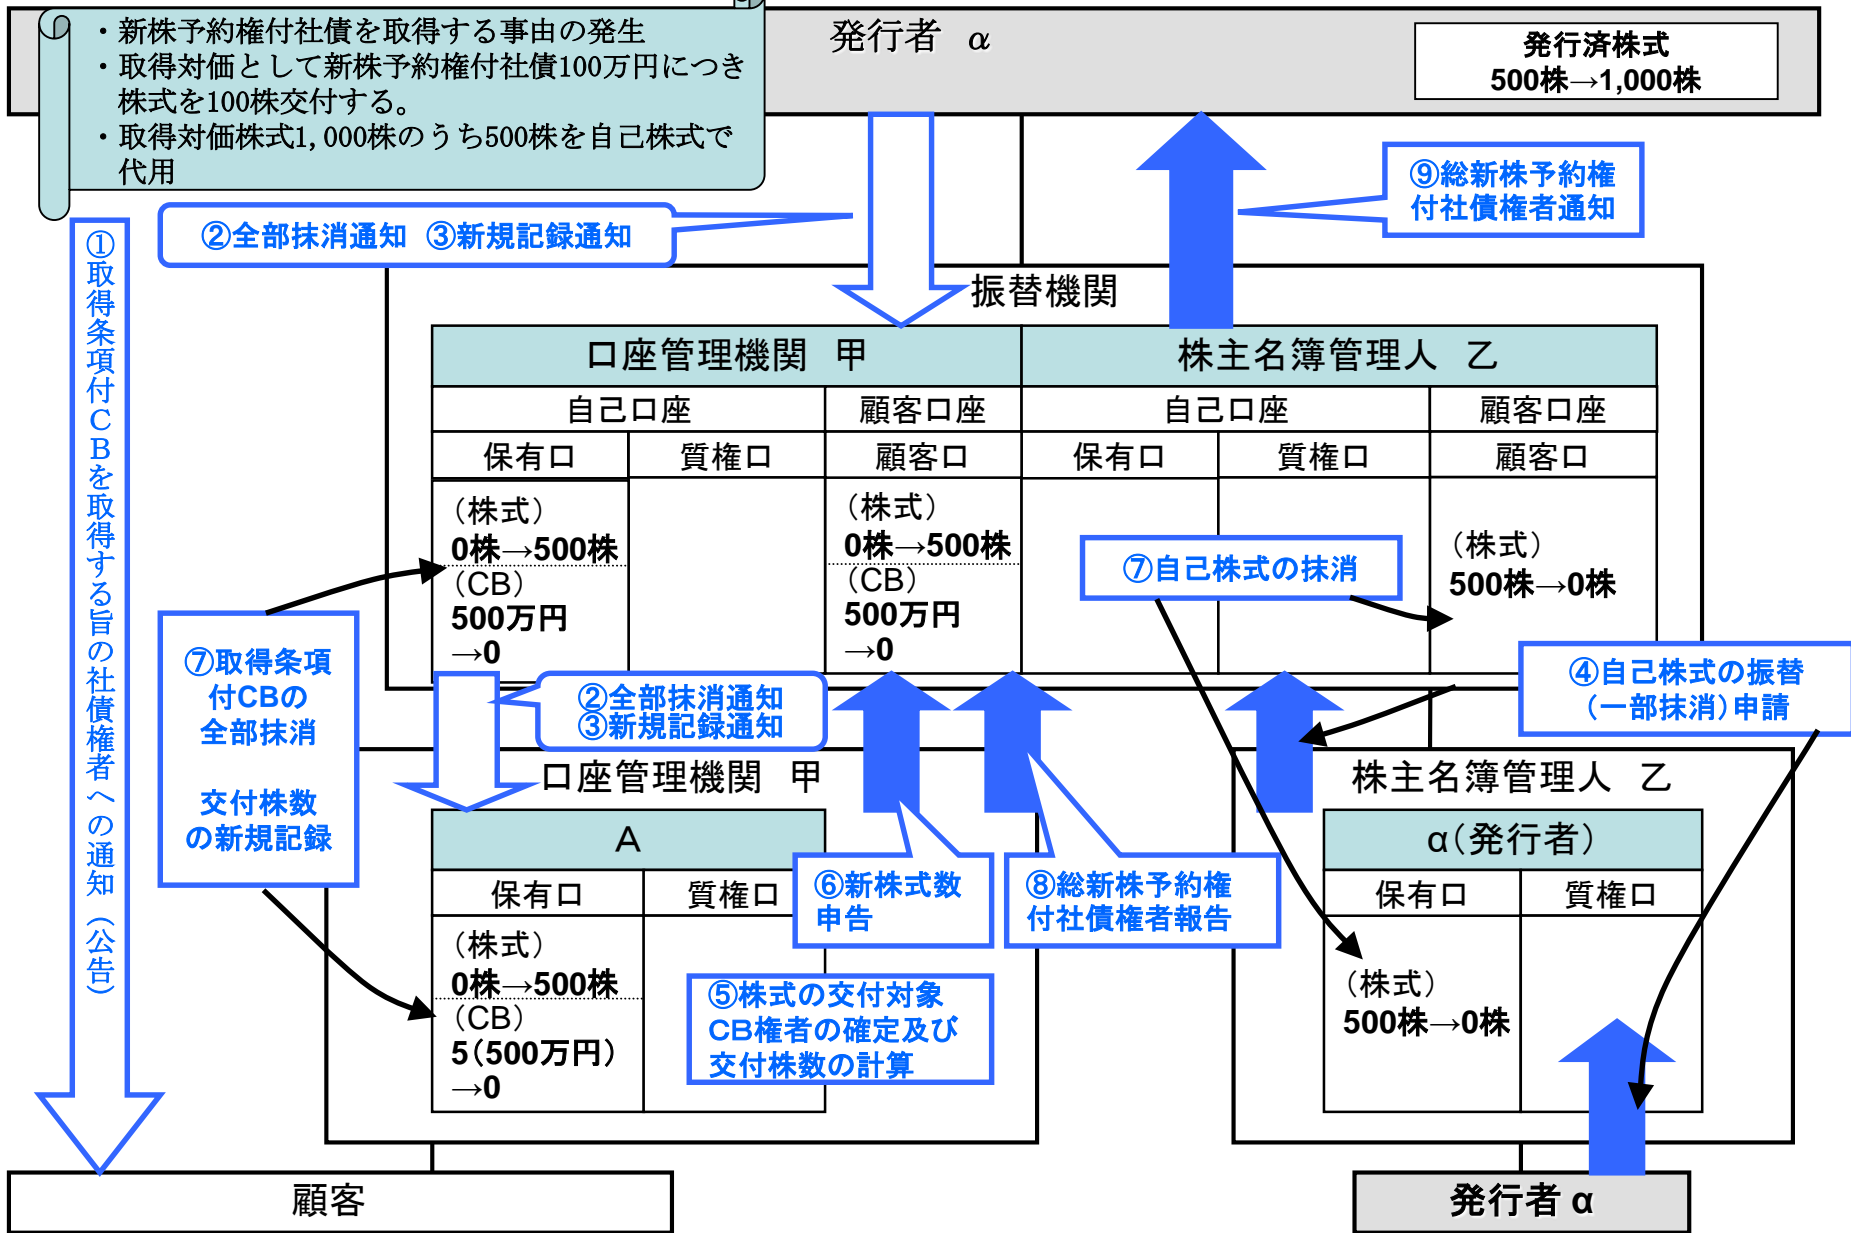 ・新株予約権付社債を取得する事由の発生
・取得対価として新株予約権付社債100万円につき
株式を100株交付する。
・取得対価株式1,000株のうち500株を自己株式で
代用
発行者 α
発行済株式
500株→1,000株
①取得条項付CBを取得する旨の社債権者への通知（公告）
②全部抹消通知 ③新規記録通知
⑨総新株予約権
付社債権者通知
振替機関
口座管理機関 甲
株主名簿管理人 乙
自己口座
顧客口座
自己口座
顧客口座
保有口
質権口
顧客口
保有口
質権口
顧客口
（株式）
0株→500株
（CB）
500万円
→0
（株式）
0株→500株
（CB）
500万円
→0
⑦自己株式の抹消
（株式）
500株→0株
⑦取得条項
付CBの
全部抹消
交付株数
の新規記録
②全部抹消通知
③新規記録通知
④自己株式の振替
（一部抹消）申請
口座管理機関 甲
株主名簿管理人 乙
A
保有口
質権口
（株式）
0株→500株
（CB）
5（500万円）
→0
⑥新株式数
申告
⑧総新株予約権
付社債権者報告
⑤株式の交付対象
CB権者の確定及び
交付株数の計算
α（発行者）
保有口
質権口
（株式）
500株→0株
顧客
発行者 α